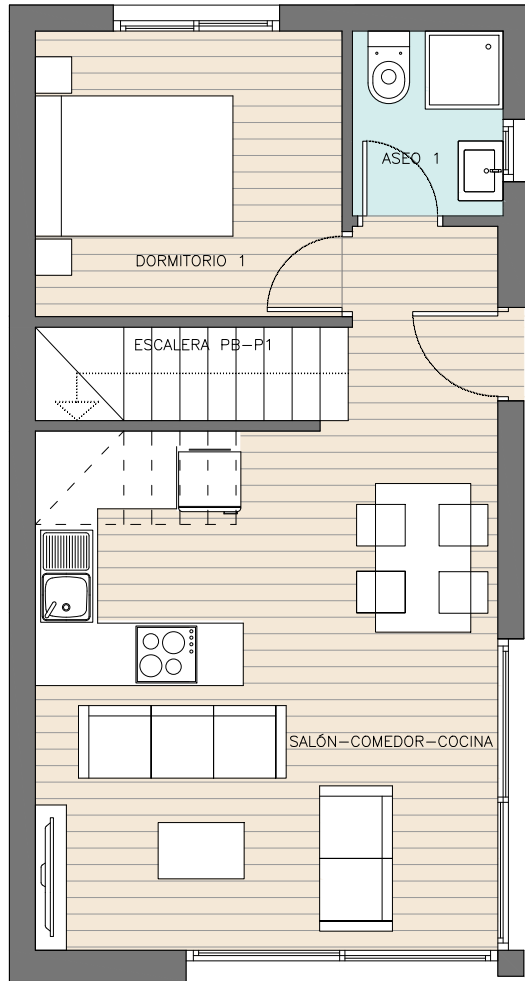 ASEO 1
DORMITORIO 1
ESCALERA PB-P1
SALÓN-COMEDOR-COCINA